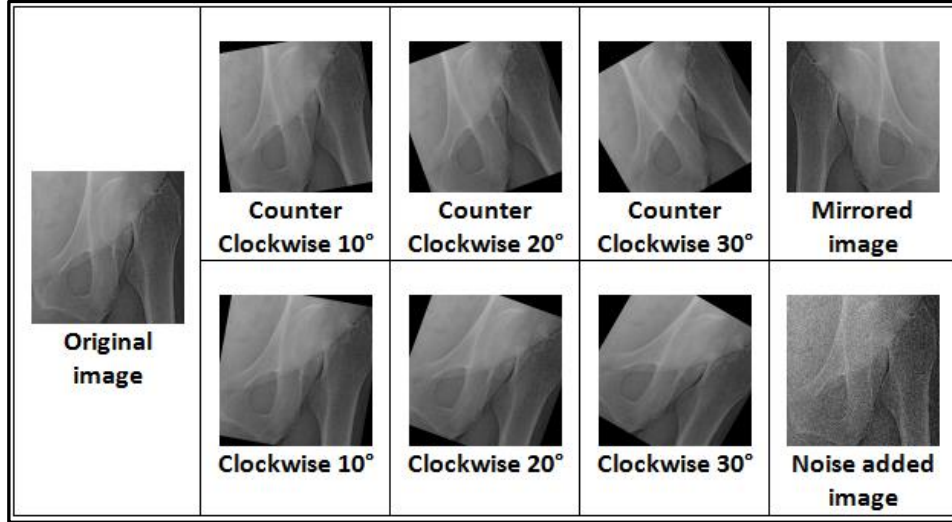 Original
image
Counter
Clockwise 10°
Counter
Clockwise 20°
Counter
Clockwise 30°
Mirrored
image
Clockwise 10°
Clockwise 20°
Clockwise 30°
Noise added
image